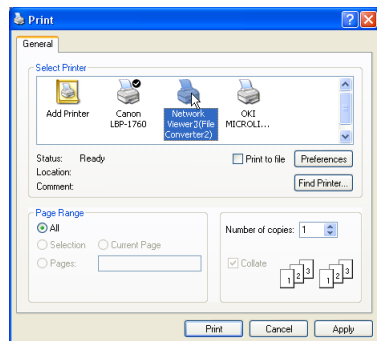 Print
General
Select Printer
Add Printer
Canon
LBP-1760
Network
Viewer3(File
Converter2)
OKI
MICROLI...
Status: Ready
Location:
Comment:
Print to file
Preferences
Find Printer...
Page Range
All
Selection
Current Page
Pages:
Number of copies: 1
Collate
1 2 3
1 2 3
Print
Cancel
Apply